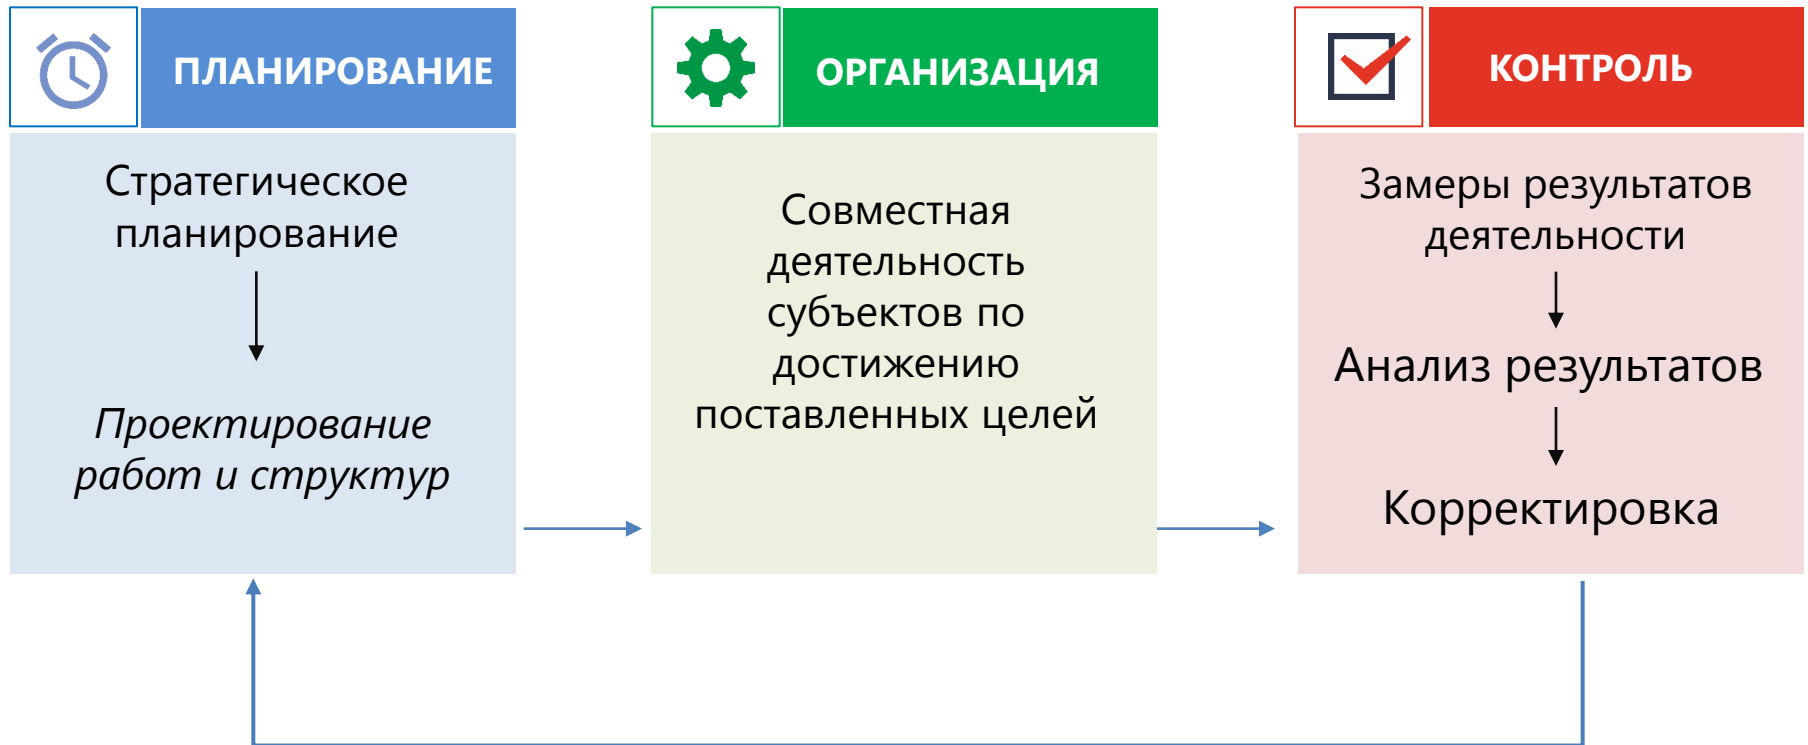 ПЛАНИРОВАНИЕ
Стратегическое
планирование
Проектирование
работ и структур
ОРГАНИЗАЦИЯ
Совместная
деятельность
субъектов по
достижению
поставленных целей
КОНТРОЛЬ
Замеры результатов
деятельности
Анализ результатов
Корректировка